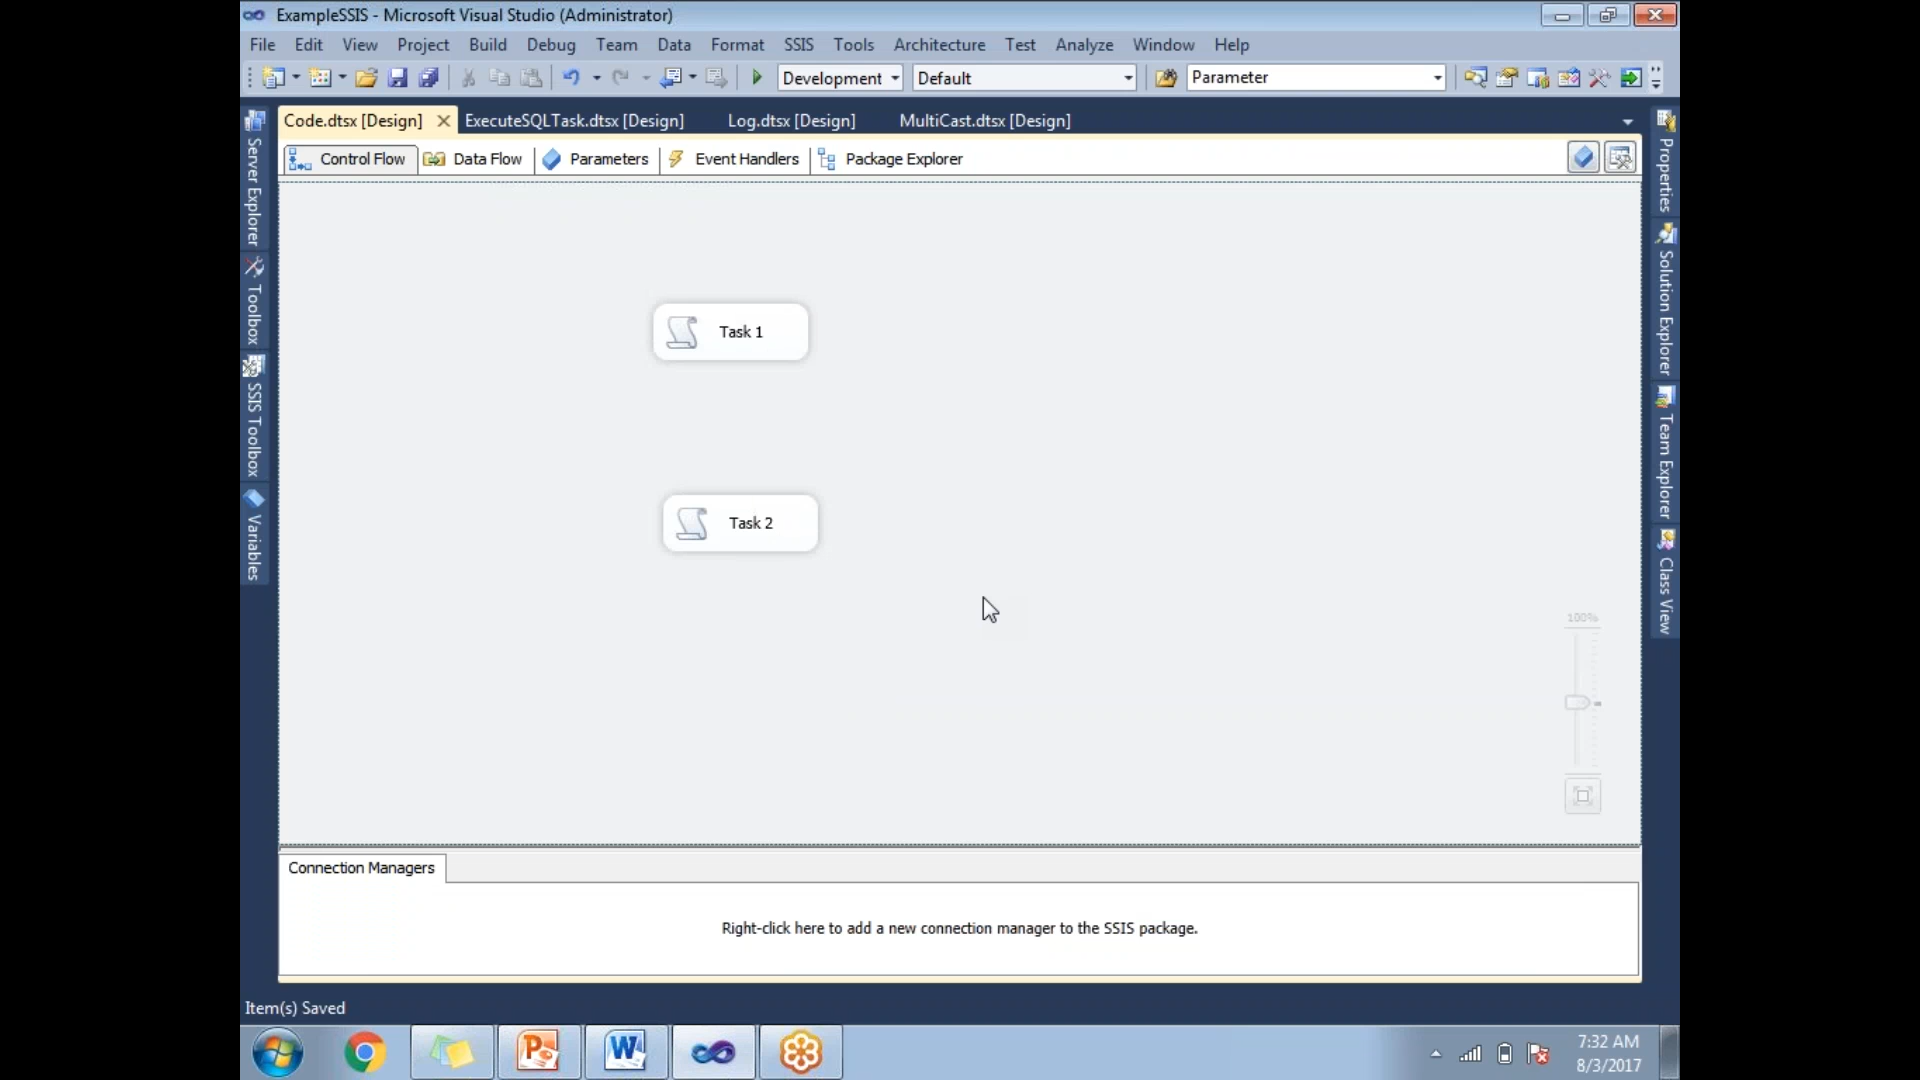 ExampleSSIS - Microsoft Visual Studio (Administrator)
File Edit View Project Build Debug Team Data Format SSIS Tools Architecture Test Analyze Window Help
Development Default Parameter
Code.dtsx [Design] ExecuteSQLTask.dtsx [Design] Log.dtsx [Design] MultiCast.dtsx [Design]
Control Flow Data Flow Parameters Event Handlers Package Explorer
Server Explorer
Toolbox
SSIS Toolbox
Variables
Task 1
Task 2
100%
Properties
Solution Explorer
Team Explorer
Class View
Connection Managers
Right-click here to add a new connection manager to the SSIS package.
Item(s) Saved
7:32 AM
8/3/2017